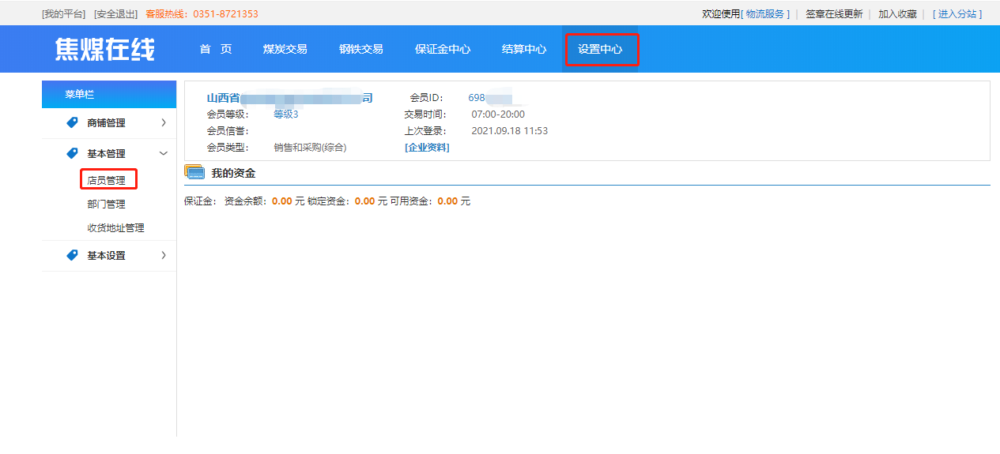 [我的平台] [安全退出] 客服热线：0351-8721353 欢迎使用[ 物流服务 ] | 签章在线更新 | 加入收藏 | [ 进入分站 ]
焦煤在线 首 页 煤炭交易 钢铁交易 保证金中心 结算中心 设置中心
菜单栏
商铺管理
基本管理
店员管理
部门管理
收货地址管理
基本设置
山西省 司 会员ID： 698
会员等级： 等级3 交易时间： 07:00-20:00
会员信誉： 上次登录： 2021.09.18 11:53
会员类型： 销售和采购(综合) [企业资料]
我的资金
保证金： 资金余额：0.00 元 锁定资金：0.00 元 可用资金：0.00 元